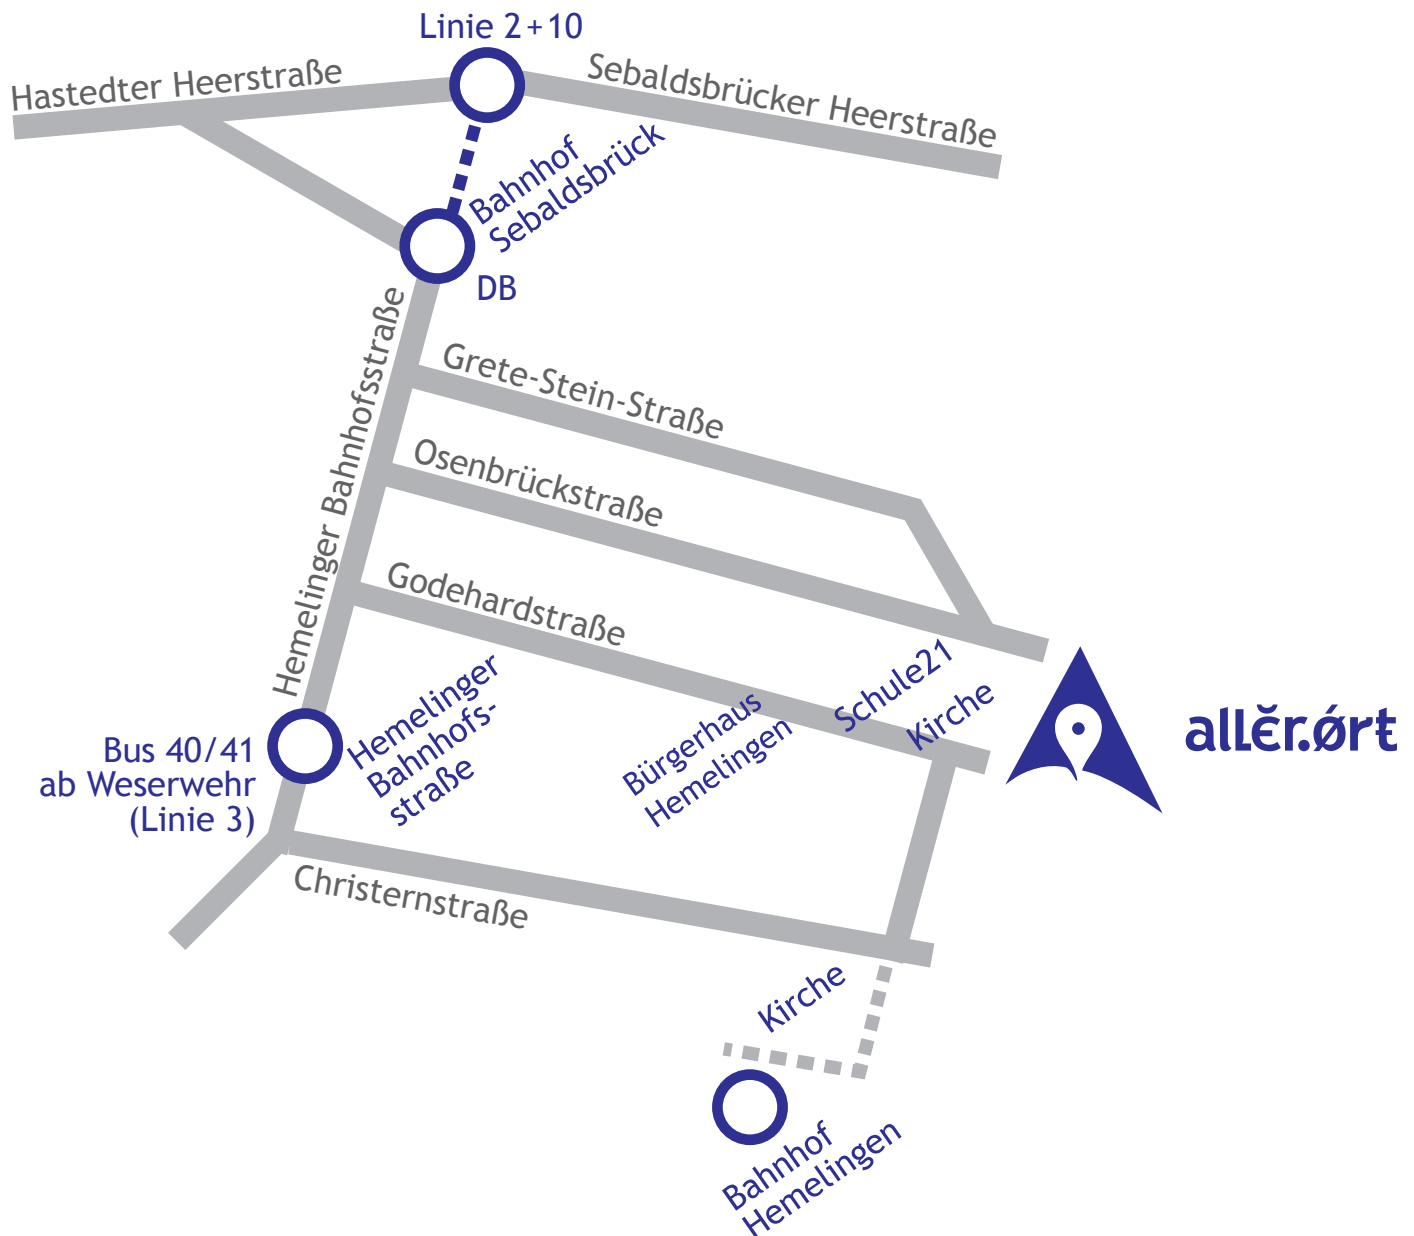 Linie 2+10
Hastedter Heerstraße
Sebaldsbrücker Heerstraße
Bahnhof
Sebaldsbrück
DB
Hemelinger Bahnhofsstraße
Grete-Stein-Straße
Osenbrückstraße
Godehardstraße
Schule21
Kirche
allĕr.ørt
Hemelinger
Bahnhofs-
straße
Bürgerhaus
Hemelingen
Bus 40/41
ab Weserwehr
(Linie 3)
Christernstraße
Kirche
Bahnhof
Hemelingen